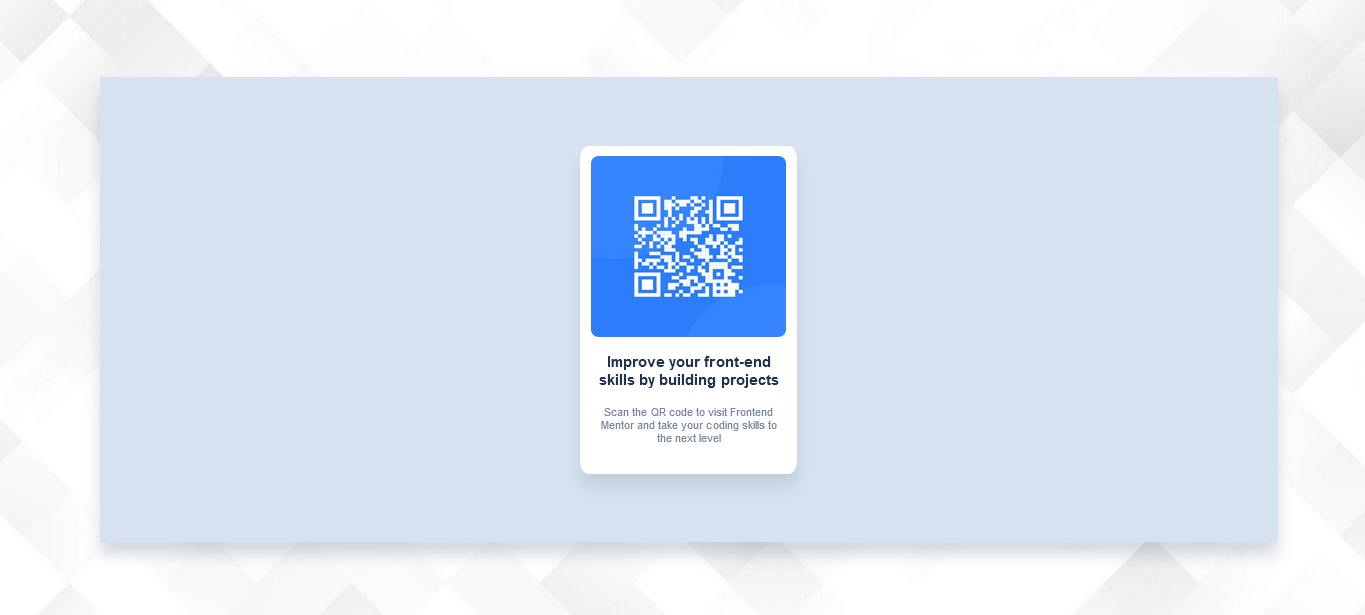 Improve your front-end
skills by building projects
Scan the QR code to visit Frontend
Mentor and take your coding skills to
the next level